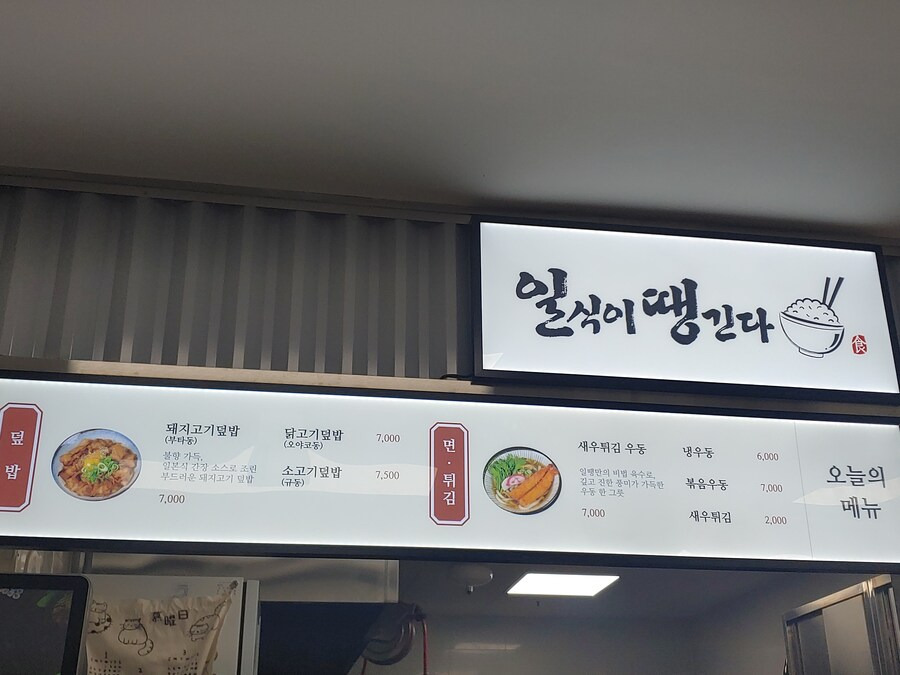 일식이 땡긴다
食
덮밥
돼지고기덮밥
(부타동)
불향 가득,
일본식 간장 소스로 조린
부드러운 돼지고기 덮밥
7,000
닭고기덮밥 7,000
(오야코동)
소고기덮밥 7,500
(규동)
면·튀김
새우튀김 우동
일땡만의 비법 육수로,
깊고 진한 풍미가 가득한
우동 한 그릇
7,000
냉우동 6,000
볶음우동 7,000
새우튀김 2,000
오늘의
메뉴